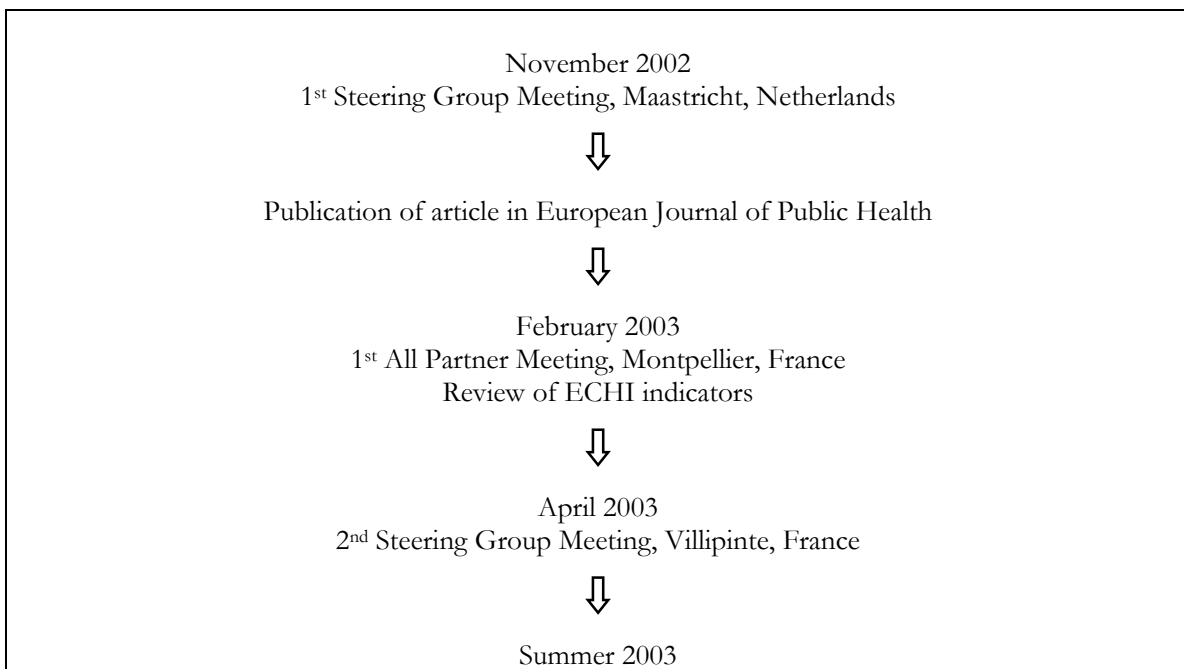 November 2002
1st Steering Group Meeting, Maastricht, Netherlands
Publication of article in European Journal of Public Health
February 2003
1st All Partner Meeting, Montpellier, France
Review of ECHI indicators
April 2003
2nd Steering Group Meeting, Villipinte, France
Summer 2003